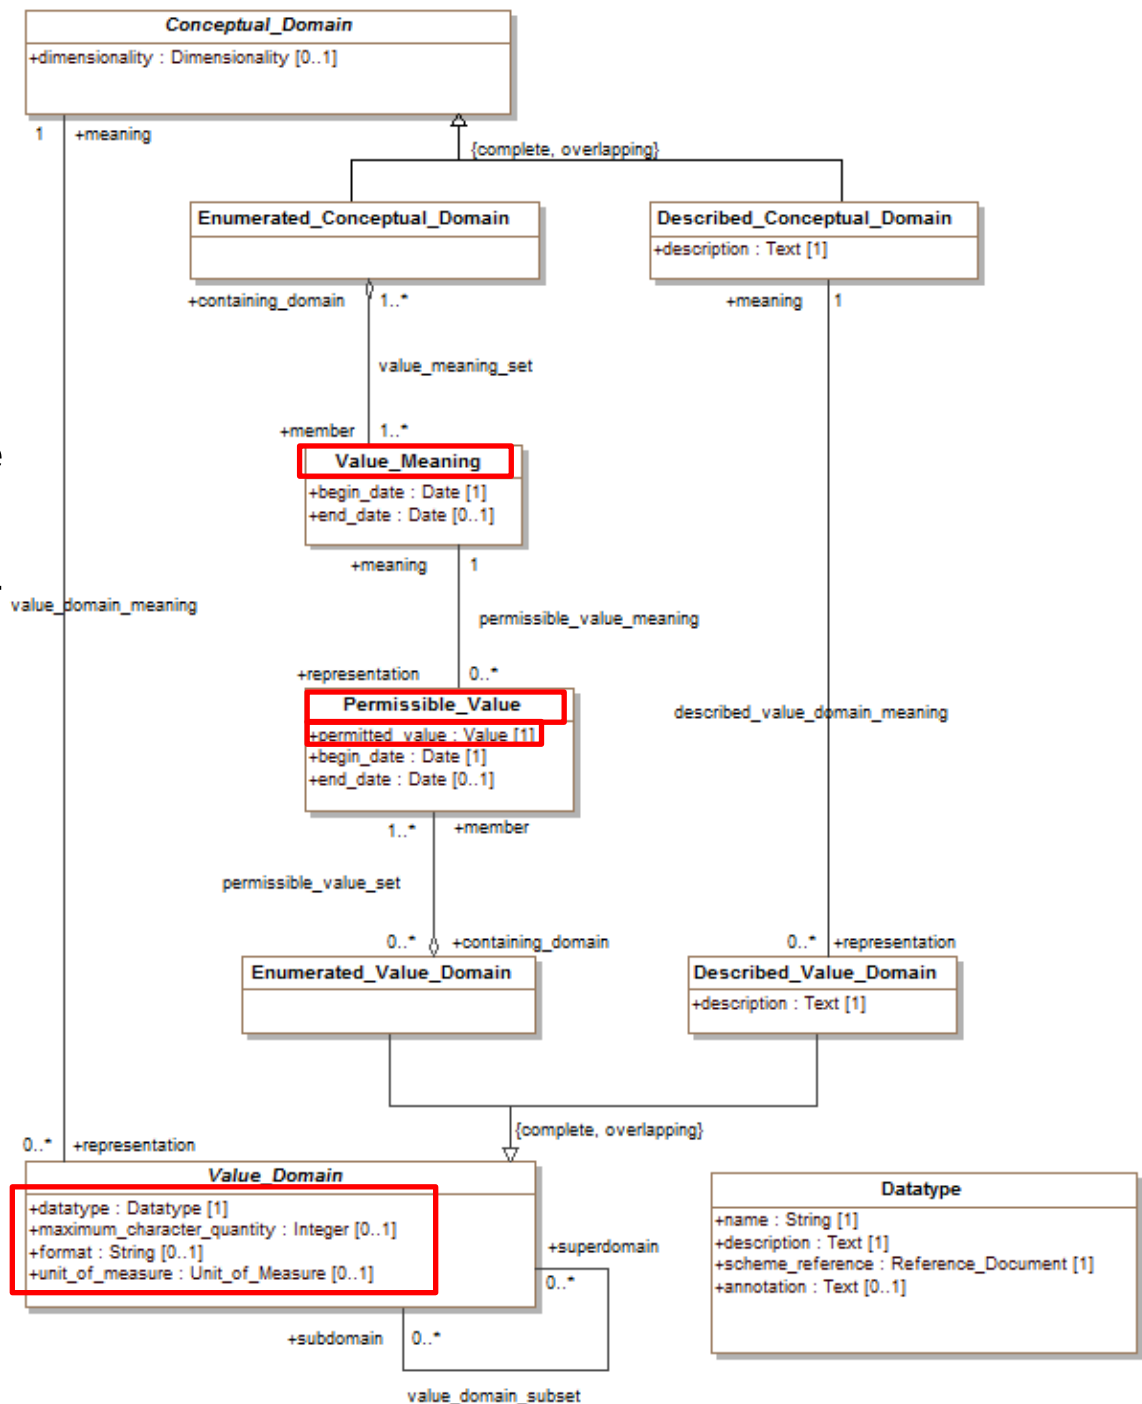 Conceptual_Domain
+dimensionality : Dimensionality [0..1]
1 +meaning
{complete, overlapping}
Enumerated_Conceptual_Domain
Described_Conceptual_Domain
+description : Text [1]
+containing_domain 1..*
+meaning 1
value_meaning_set
+member 1..*
Value_Meaning
+begin_date : Date [1]
+end_date : Date [0..1]
+meaning 1
value_domain_meaning
permissible_value_meaning
+representation 0..*
Permissible_Value
+permitted_value : Value [1]
+begin_date : Date [1]
+end_date : Date [0..1]
described_value_domain_meaning
1..* +member
permissible_value_set
0..* +containing_domain
0..* +representation
Enumerated_Value_Domain
Described_Value_Domain
+description : Text [1]
{complete, overlapping}
0..* +representation
Value_Domain
+datatype : Datatype [1]
+maximum_character_quantity : Integer [0..1]
+format : String [0..1]
+unit_of_measure : Unit_of_Measure [0..1]
+superdomain
0..*
+subdomain 0..*
value_domain_subset
Datatype
+name : String [1]
+description : Text [1]
+scheme_reference : Reference_Document [1]
+annotation : Text [0..1]